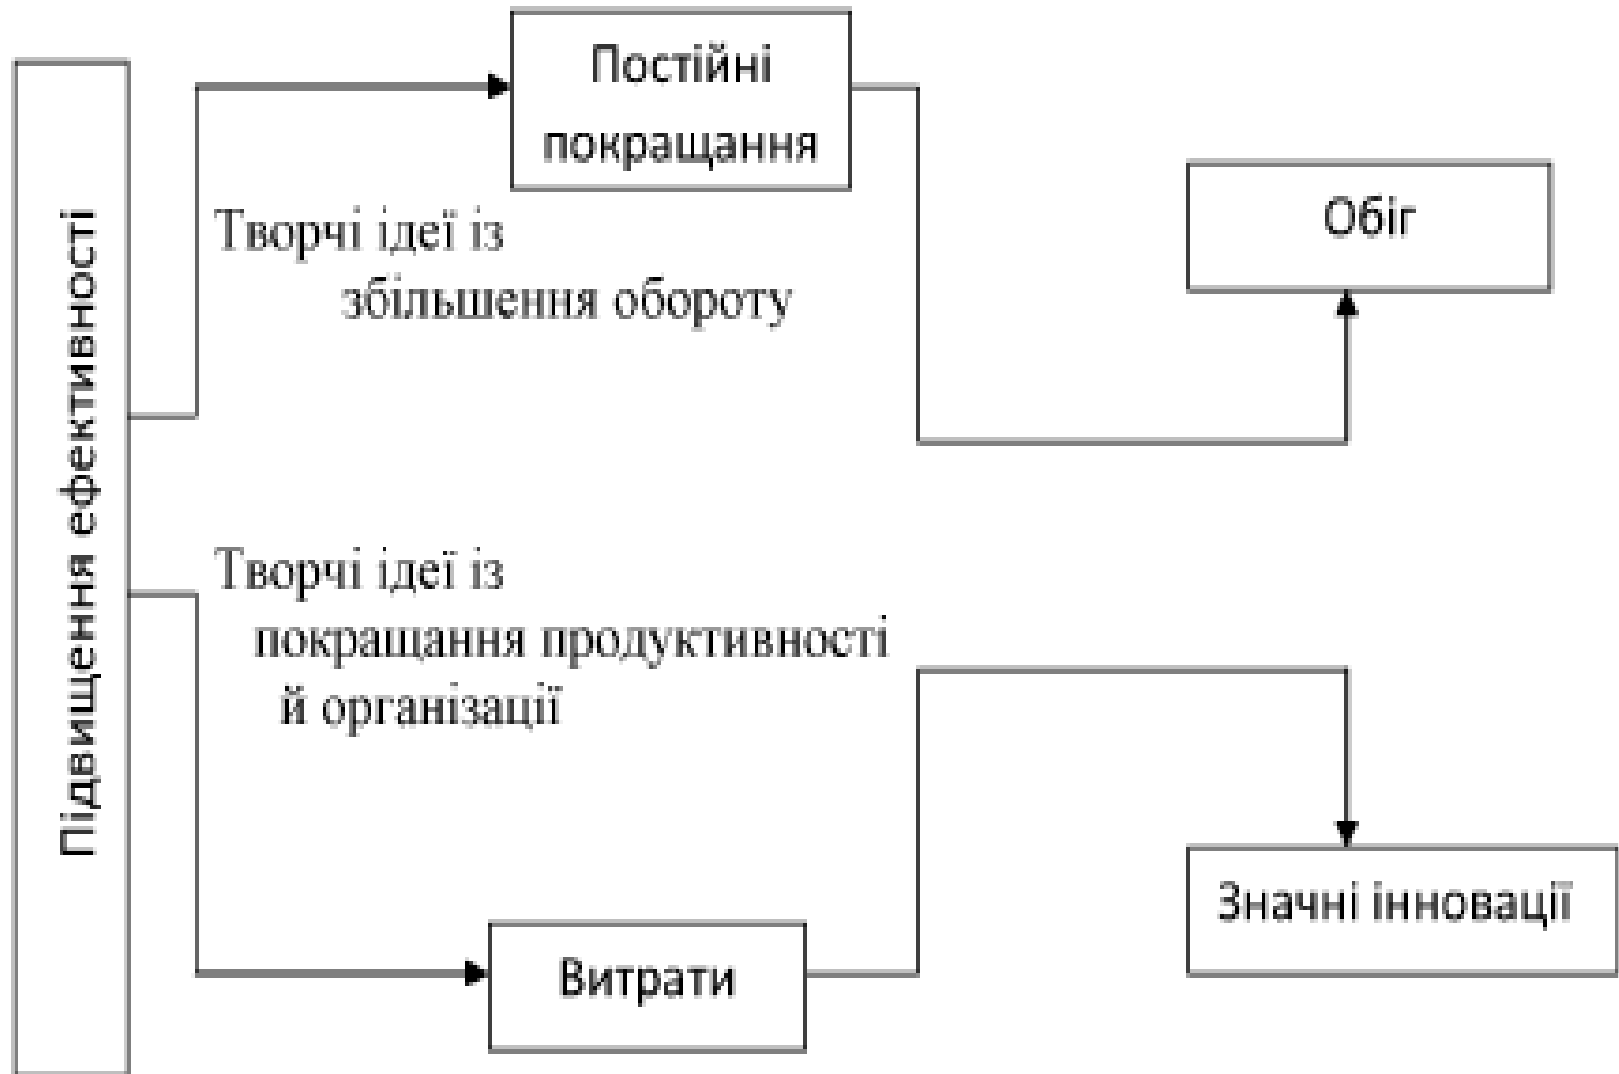 Підвищення ефективності
Постійні
покращання
Творчі ідеї із
збільшення обороту
Обіг
Творчі ідеї із
покращання продуктивності
й організації
Витрати
Значні інновації